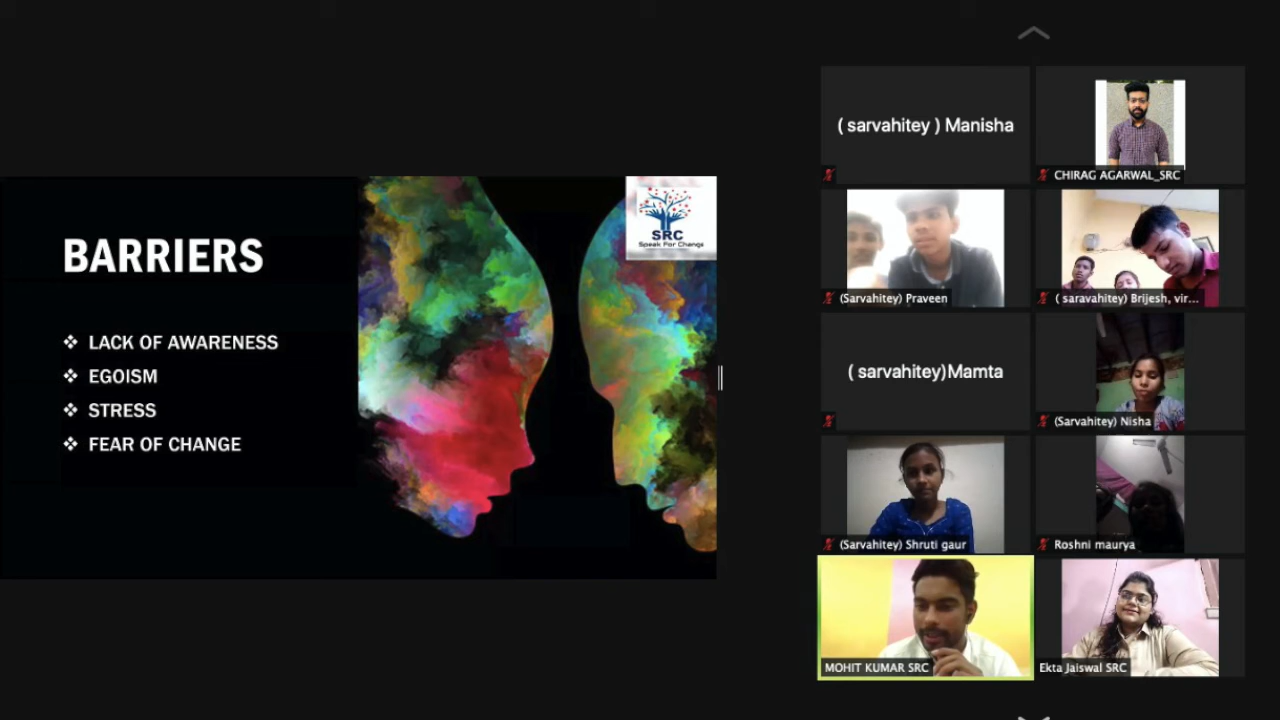 BARRIERS
❖ LACK OF AWARENESS
❖ EGOISM
❖ STRESS
❖ FEAR OF CHANGE
SRC
Speak For Change
( sarvahitey ) Manisha
CHIRAG AGARWAL_SRC
(Sarvahitey) Praveen
( saravahitey) Brijesh, vir...
( sarvahitey)Mamta
(Sarvahitey) Nisha
(Sarvahitey) Shruti gaur
Roshni maurya
MOHIT KUMAR SRC
Ekta Jaiswal SRC